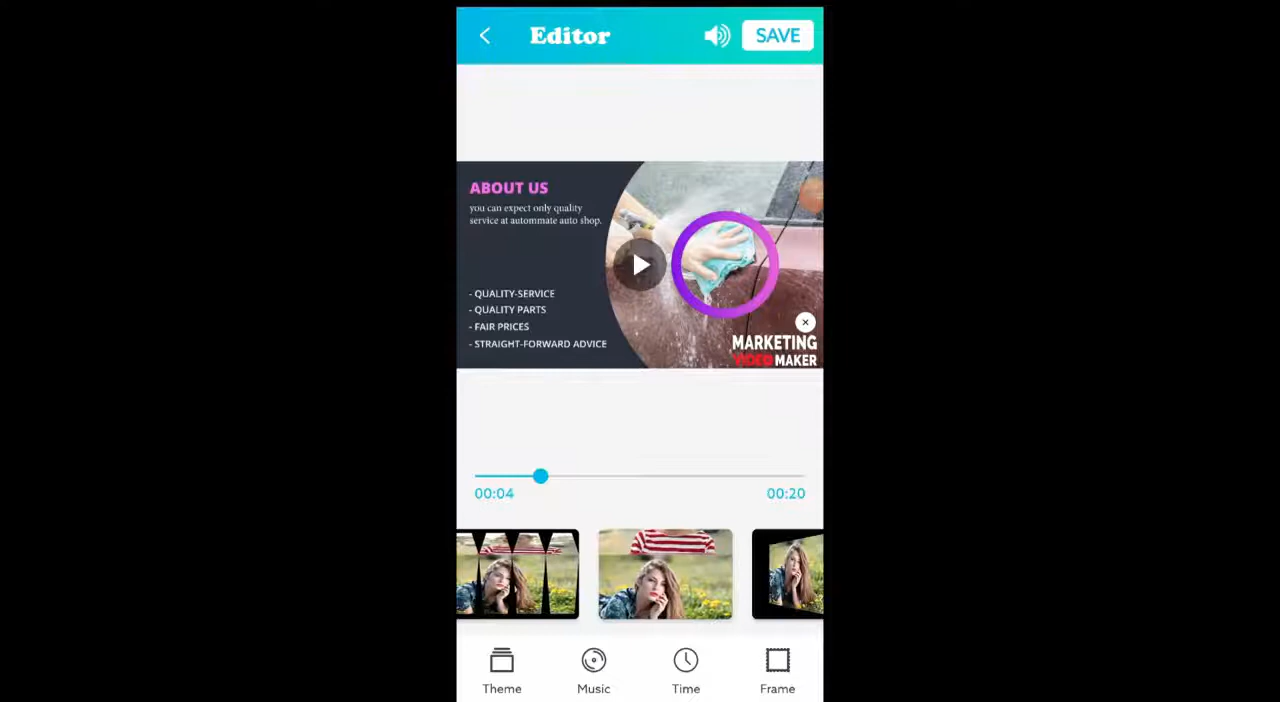 Editor
SAVE
ABOUT US
you can expect only quality
service at autommate auto shop.
- QUALITY-SERVICE
- QUALITY PARTS
- FAIR PRICES
- STRAIGHT-FORWARD ADVICE
MARKETING
VIDEO MAKER
00:04
00:20
Theme
Music
Time
Frame